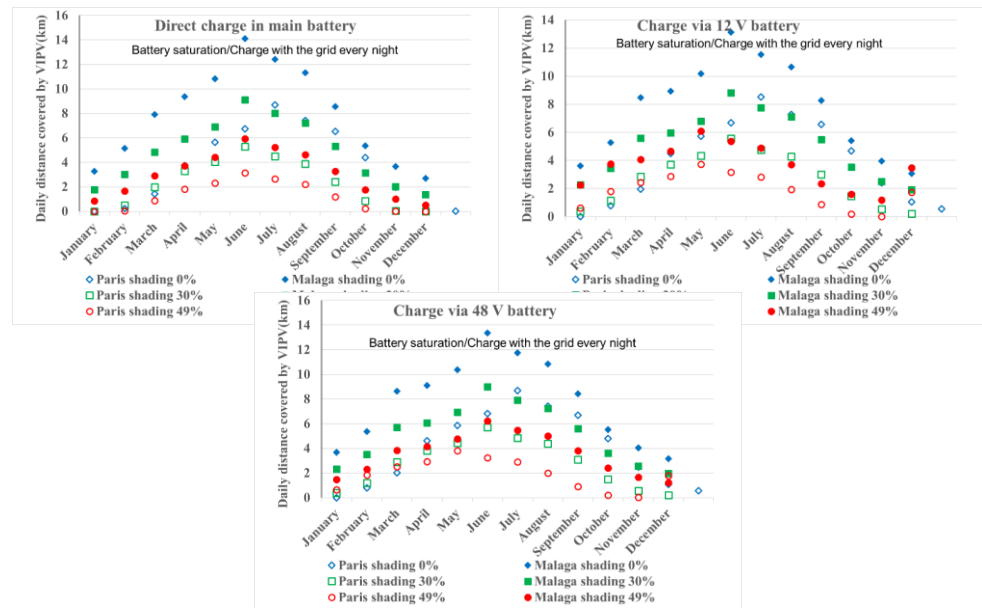 Direct charge in main battery
Battery saturation/Charge with the grid every night
Daily distance covered by VIPV(km)
16
14
12
10
8
6
4
2
0
January
February
March
April
May
June
July
August
September
October
November
December
Paris shading 0%
Malaga shading 0%
Paris shading 30%
Paris shading 49%
Charge via 12 V battery
Battery saturation/Charge with the grid every night
Daily distance covered by VIPV(km)
14
12
10
8
6
4
2
0
January
February
March
April
May
June
July
August
September
October
November
December
Paris shading 0%
Malaga shading 0%
Malaga shading 30%
Malaga shading 49%
Charge via 48 V battery
Battery saturation/Charge with the grid every night
Daily distance covered by VIPV(km)
16
14
12
10
8
6
4
2
0
January
February
March
April
May
June
July
August
September
October
November
December
Paris shading 0%
Malaga shading 0%
Paris shading 30%
Malaga shading 30%
Paris shading 49%
Malaga shading 49%